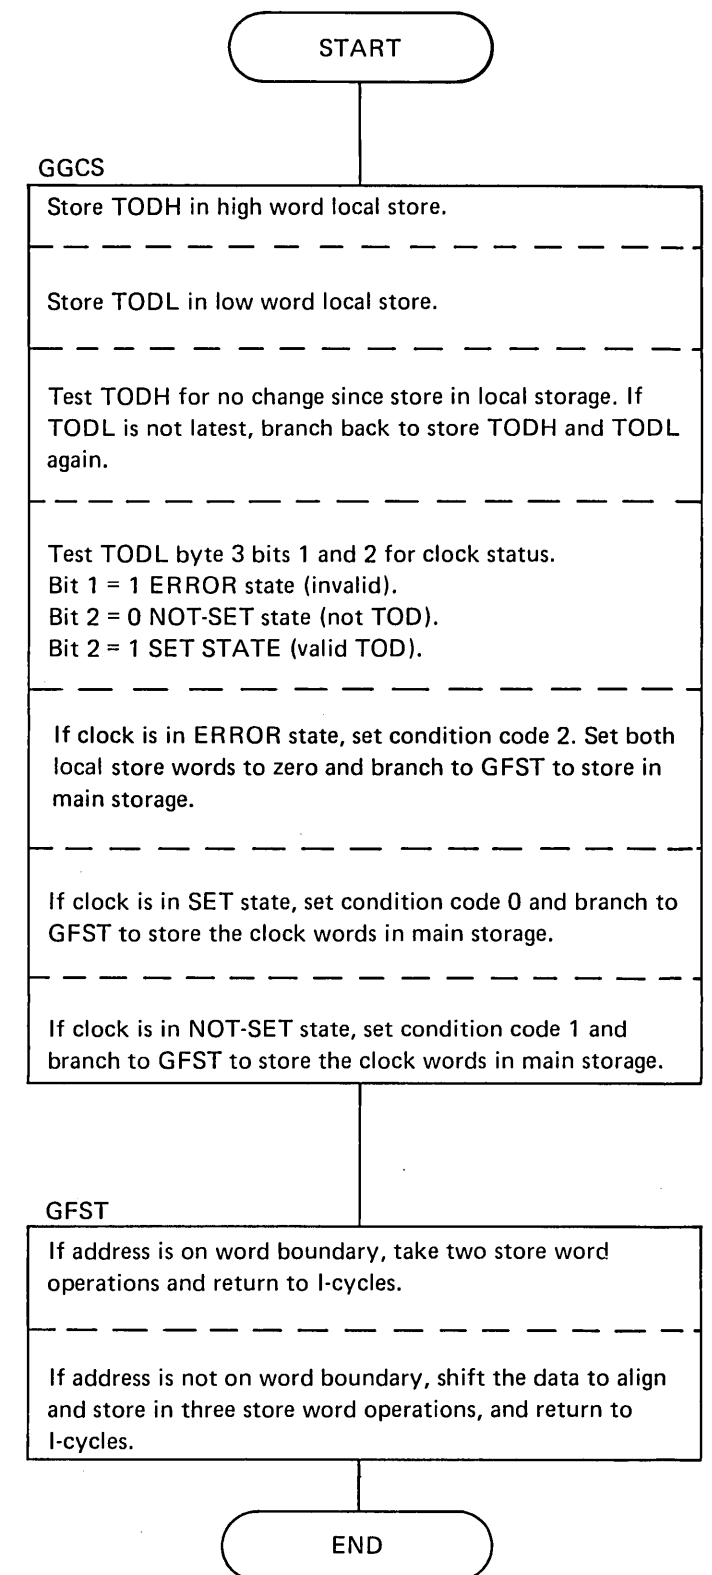 START
GGCS
Store TODH in high word local store.
Store TODL in low word local store.
Test TODH for no change since store in local storage. If
TODL is not latest, branch back to store TODH and TODL
again.
Test TODL byte 3 bits 1 and 2 for clock status.
Bit 1 = 1 ERROR state (invalid).
Bit 2 = 0 NOT-SET state (not TOD).
Bit 2 = 1 SET STATE (valid TOD).
If clock is in ERROR state, set condition code 2. Set both
local store words to zero and branch to GFST to store in
main storage.
If clock is in SET state, set condition code 0 and branch to
GFST to store the clock words in main storage.
If clock is in NOT-SET state, set condition code 1 and
branch to GFST to store the clock words in main storage.
GFST
If address is on word boundary, take two store word
operations and return to I-cycles.
If address is not on word boundary, shift the data to align
and store in three store word operations, and return to
I-cycles.
END